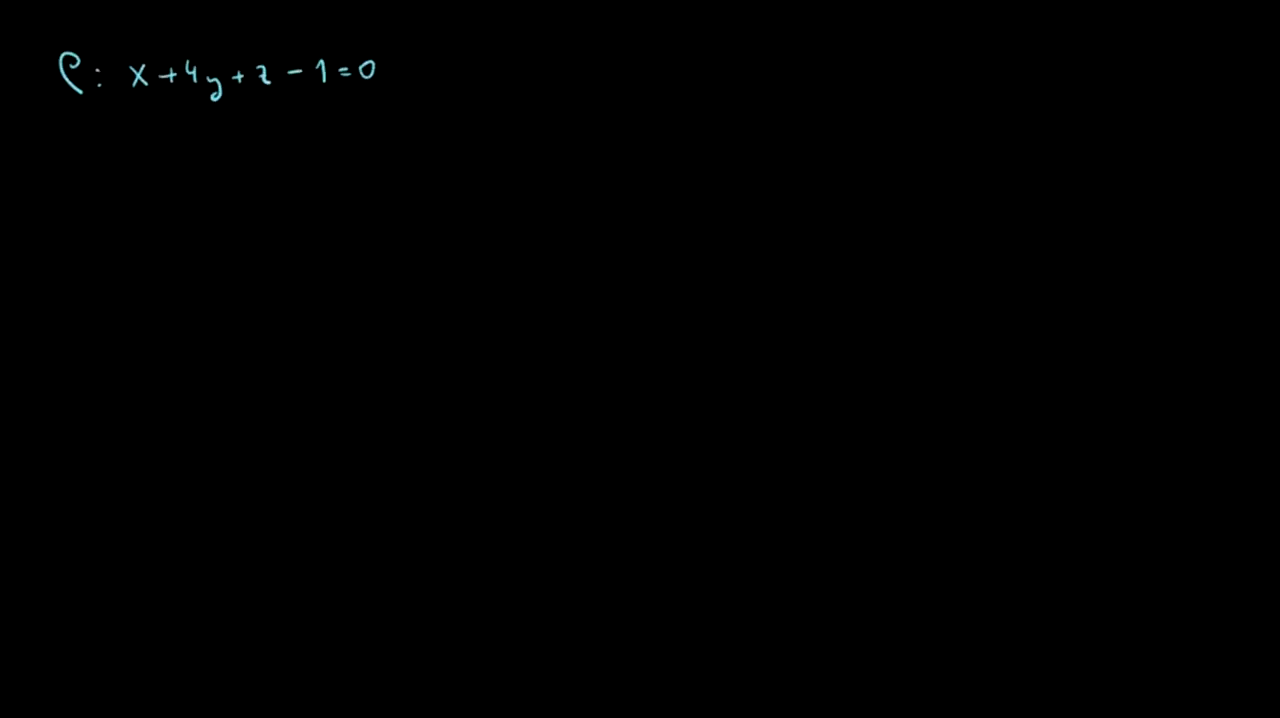 ρ: x + 4y + z - 1 = 0